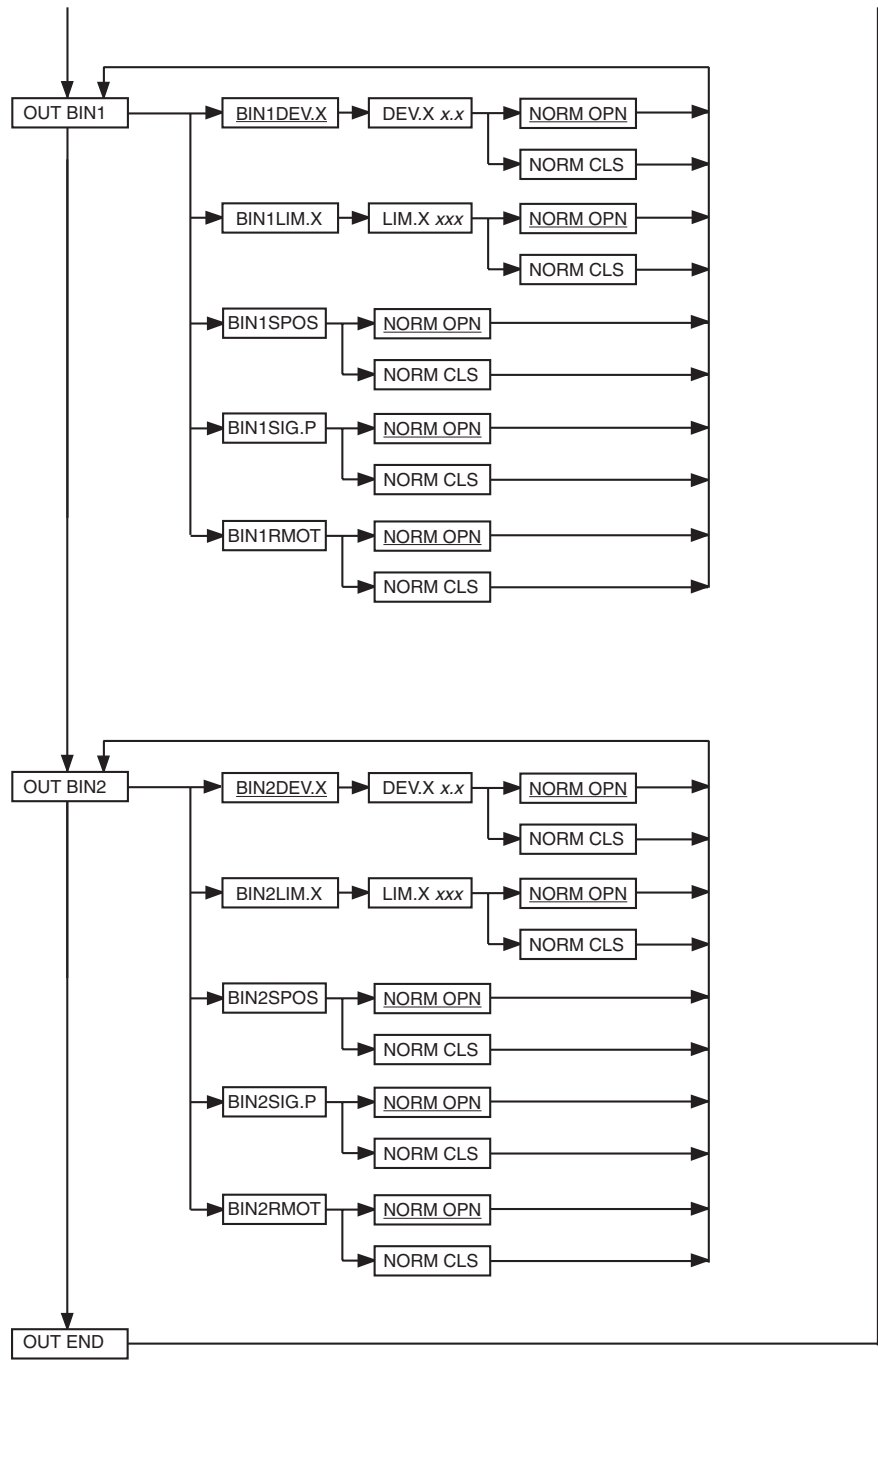 OUT BIN1
BIN1DEV.X
DEV.X x.x
NORM OPN
NORM CLS
BIN1LIM.X
LIM.X xxx
NORM OPN
NORM CLS
BIN1SPOS
NORM OPN
NORM CLS
BIN1SIG.P
NORM OPN
NORM CLS
BIN1RMOT
NORM OPN
NORM CLS
OUT BIN2
BIN2DEV.X
DEV.X x.x
NORM OPN
NORM CLS
BIN2LIM.X
LIM.X xxx
NORM OPN
NORM CLS
BIN2SPOS
NORM OPN
NORM CLS
BIN2SIG.P
NORM OPN
NORM CLS
BIN2RMOT
NORM OPN
NORM CLS
OUT END